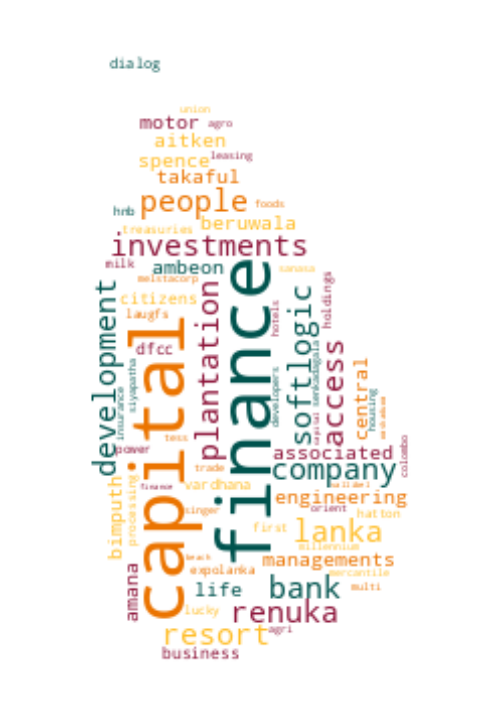 dialog
union
motor
agro
aitken
spence
leasing
takaful
people
foods
hnb
treasuries
beruwala
investments
milk
ambeon
sanasa
melstacorp
citizens
laugfs
development
capital
plantation
finance
hotels
softlogic
holdings
dfcc
insurance
siyapatha
developers
senkadagala
capital
access
central
housing
tess
power
associated
colombo
trade
company
bimputh
processing
finance
vardhana
engineering
singer
orient
hatton
first
lanka
millennium
beach
expolanka
managements
mercantile
amana
life
bank
multi
lucky
renuka
resort
agri
business